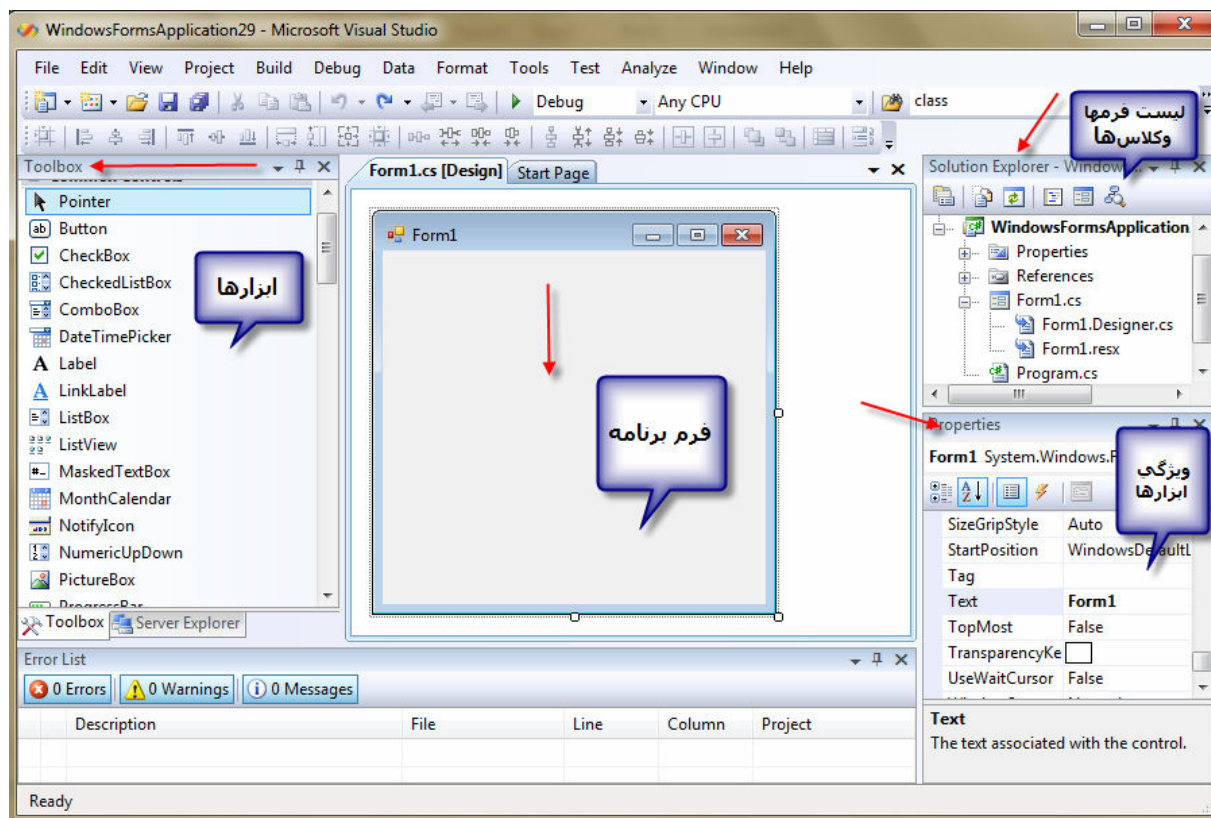 WindowsFormsApplication29 - Microsoft Visual Studio
File Edit View Project Build Debug Data Format Tools Test Analyze Window Help
Debug Any CPU class
لیست فرمها
وکلاس‌ها
Toolbox
Pointer
Button
CheckBox
CheckedListBox
ComboBox
DateTimePicker
Label
LinkLabel
ListBox
ListView
MaskedTextBox
MonthCalendar
NotifyIcon
NumericUpDown
PictureBox
ProgressBar
ابزارها
Toolbox Server Explorer
Form1.cs [Design] Start Page
Form1
فرم برنامه
Solution Explorer - Window
WindowsFormsApplication
Properties
References
Form1.cs
Form1.Designer.cs
Form1.resx
Program.cs
Properties
Form1 System.Windows.F
ویژگي
ابزارها
SizeGripStyle Auto
StartPosition WindowsDefaultL
Tag
Text Form1
TopMost False
TransparencyKe
UseWaitCursor False
Text
The text associated with the control.
Error List
0 Errors 0 Warnings 0 Messages
Description File Line Column Project
Ready